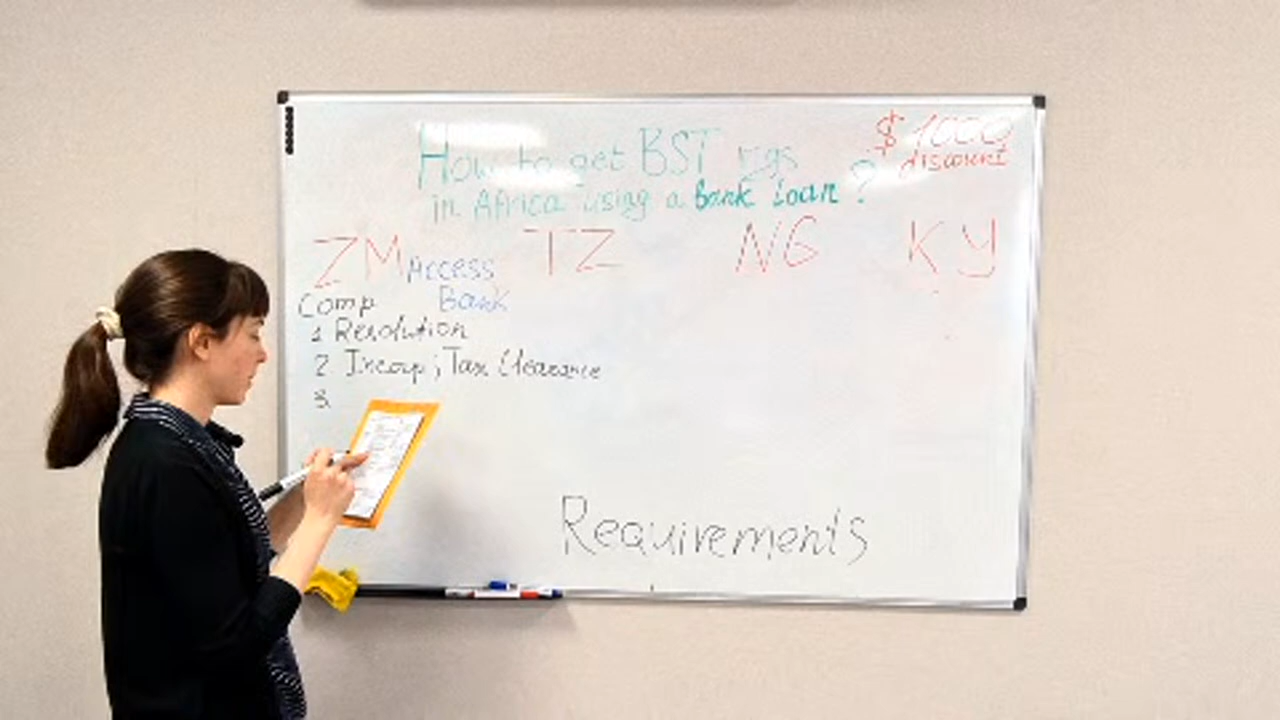 How to get BST rigs
in Africa using a Bank Loan ?
$ 1000
discount
ZM
Access
Bank
TZ
NG
KY
Comp
1 Resolution
2 Incorp ; Tax Clearance
3
Requirements